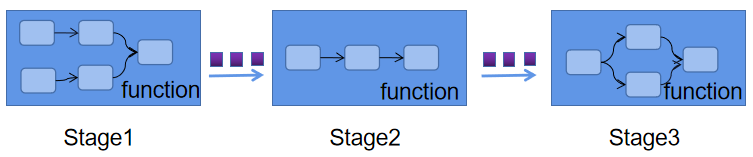 function
function
function
Stage1
Stage2
Stage3